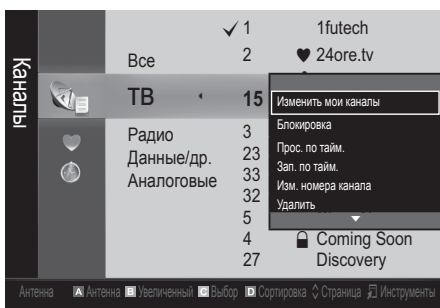 Каналы
✓ 1 1futech
Все 2 ♥ 24ore.tv
ТВ 15
Изменить мои каналы
Блокировка
Прос. по тайм.
Зап. по тайм.
Изм. номера канала
Удалить
Радио 3
Данные/др. 23
Аналоговые 33
32
5
4 Coming Soon
27 Discovery
Антенна A Антенна B Увеличенный C Выбор D Сортировка Страница Инструменты